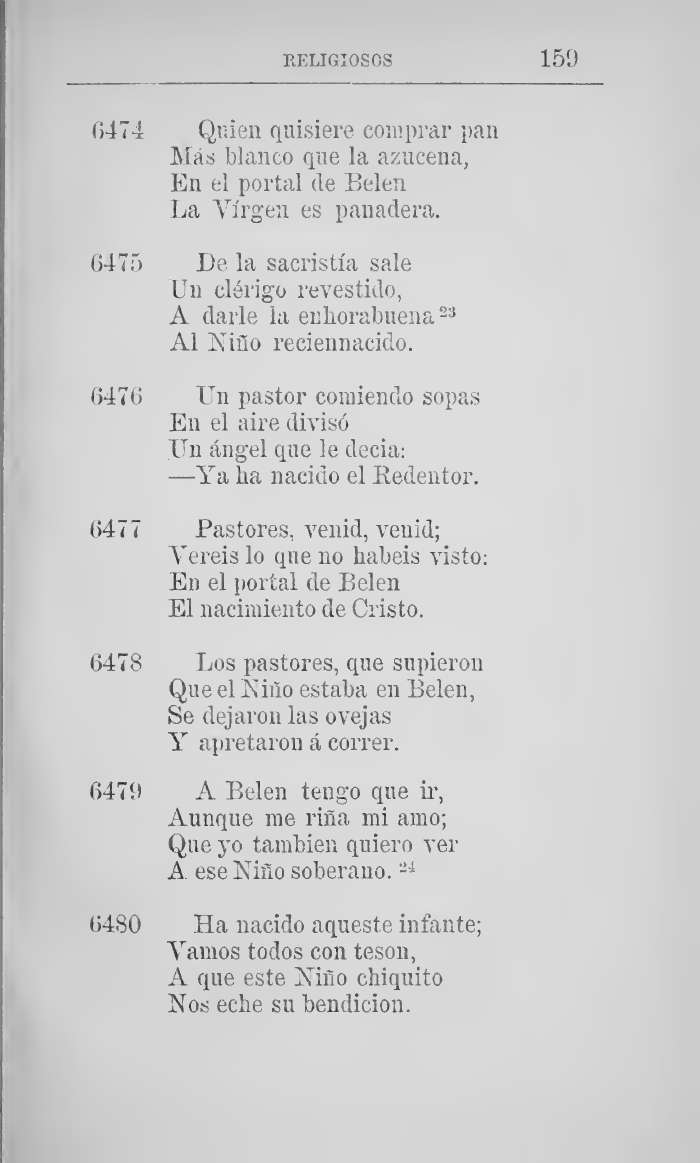 RELIGIOSOS 159
6474 Quien quisiere comprar pan
Más blanco que la azucena,
En el portal de Belen
La Vírgen es panadera.
6475 De la sacristía sale
Un clérigo revestido,
A darle la enhorabuena 23
Al Niño reciennacido.
6476 Un pastor comiendo sopas
En el aire divisó
Un ángel que le decia:
—Ya ha nacido el Redentor.
6477 Pastores, venid, venid;
Vereis lo que no habeis visto:
En el portal de Belen
El nacimiento de Cristo.
6478 Los pastores, que supieron
Que el Niño estaba en Belen,
Se dejaron las ovejas
Y apretaron á correr.
6479 A Belen tengo que ir,
Aunque me riña mi amo;
Que yo tambien quiero ver
A ese Niño soberano. 24
6480 Ha nacido aqueste infante;
Vamos todos con teson,
A que este Niño chiquito
Nos eche su bendicion.